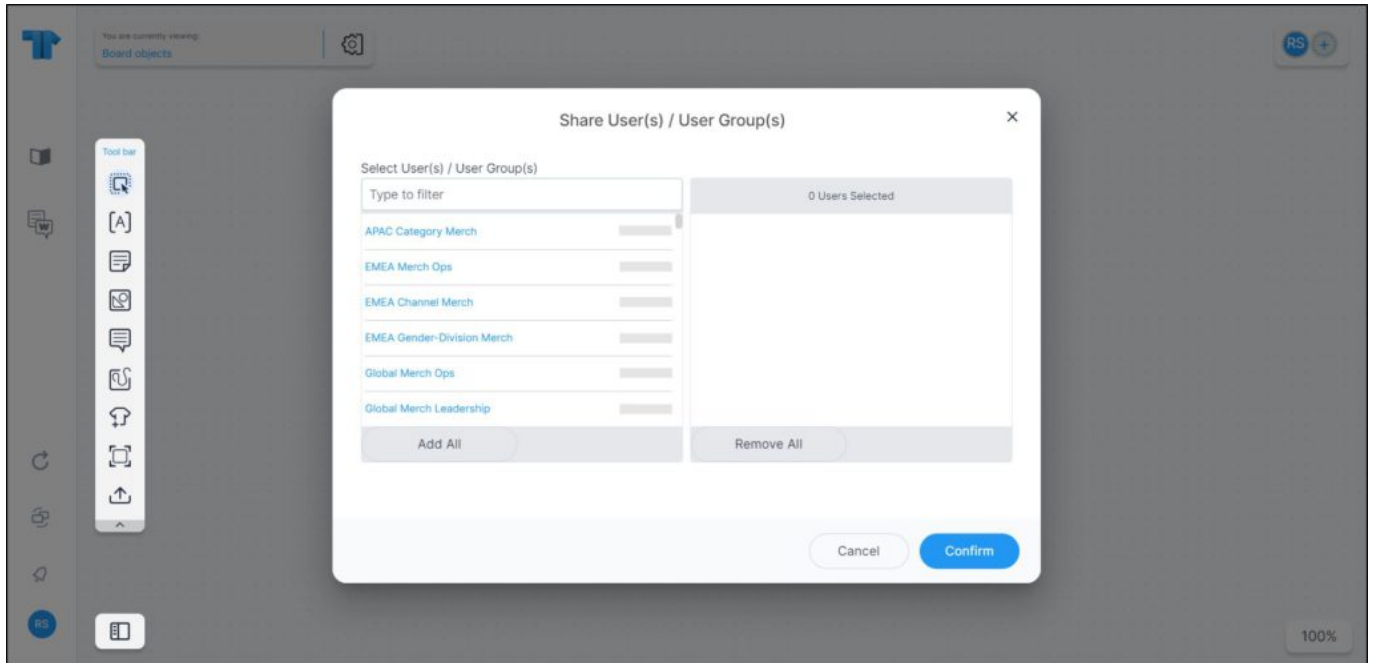 You are currently viewing:
Board objects
RS
Share User(s) / User Group(s)
Select User(s) / User Group(s)
Type to filter
0 Users Selected
Tool bar
APAC Category Merch
EMEA Merch Ops
EMEA Channel Merch
EMEA Gender-Division Merch
Global Merch Ops
Global Merch Leadership
Add All
Remove All
Cancel
Confirm
RS
100%